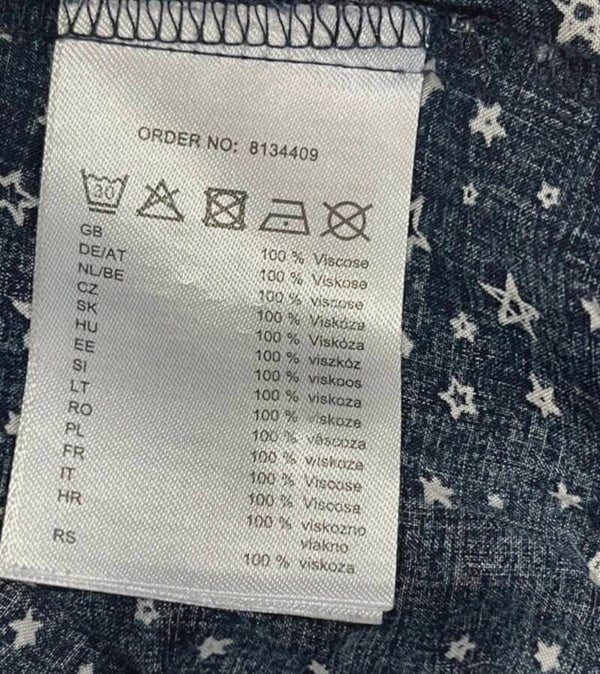 ORDER NO: 8134409
30
GB 100 % Viscose
DE/AT 100 % Viskose
NL/BE 100 % viscose
CZ 100 % Viskóza
SK 100 % Viskóza
HU 100 % viszkóz
EE 100 % viskoos
SI 100 % viskoza
LT 100 %
RO 100 % vâscoza
PL 100 % wiskoza
FR 100 % Viscose
IT 100 % Viscosa
HR 100 % viskozno
vlakno
RS 100 % viskoza